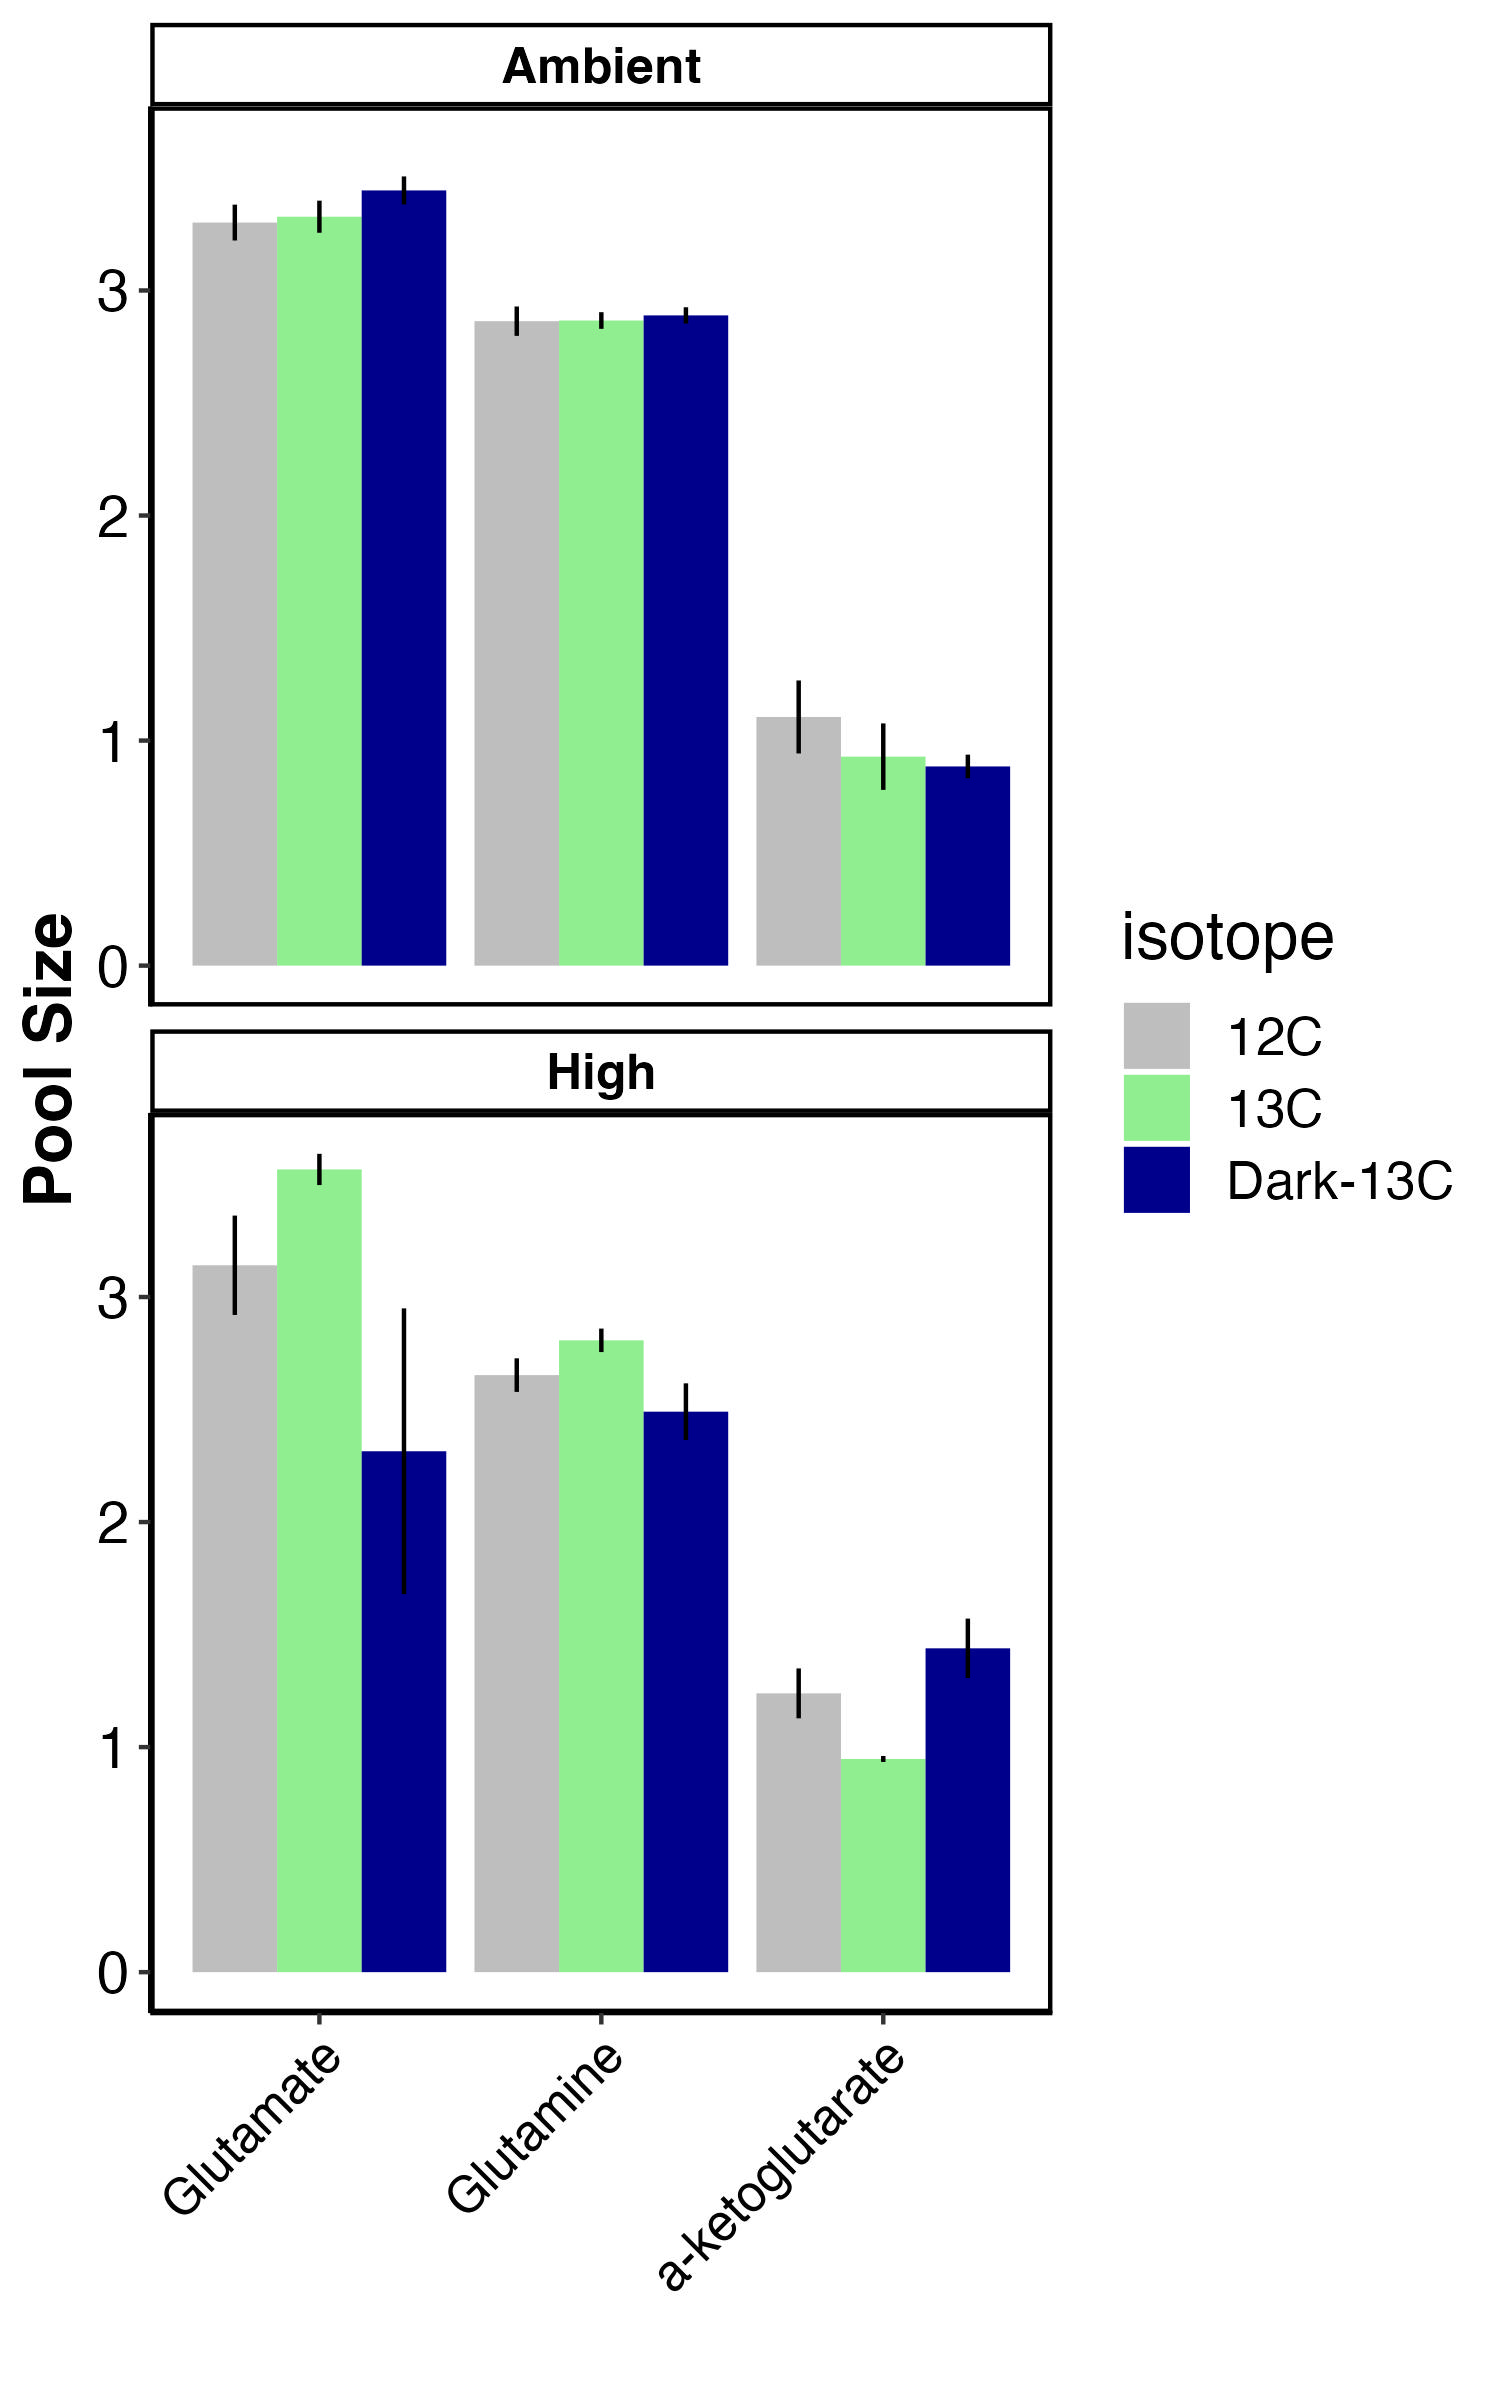 Ambient
3
2
1
0
Pool Size
High
3
2
1
0
Glutamate
Glutamine
a-ketoglutarate
isotope
12C
13C
Dark-13C